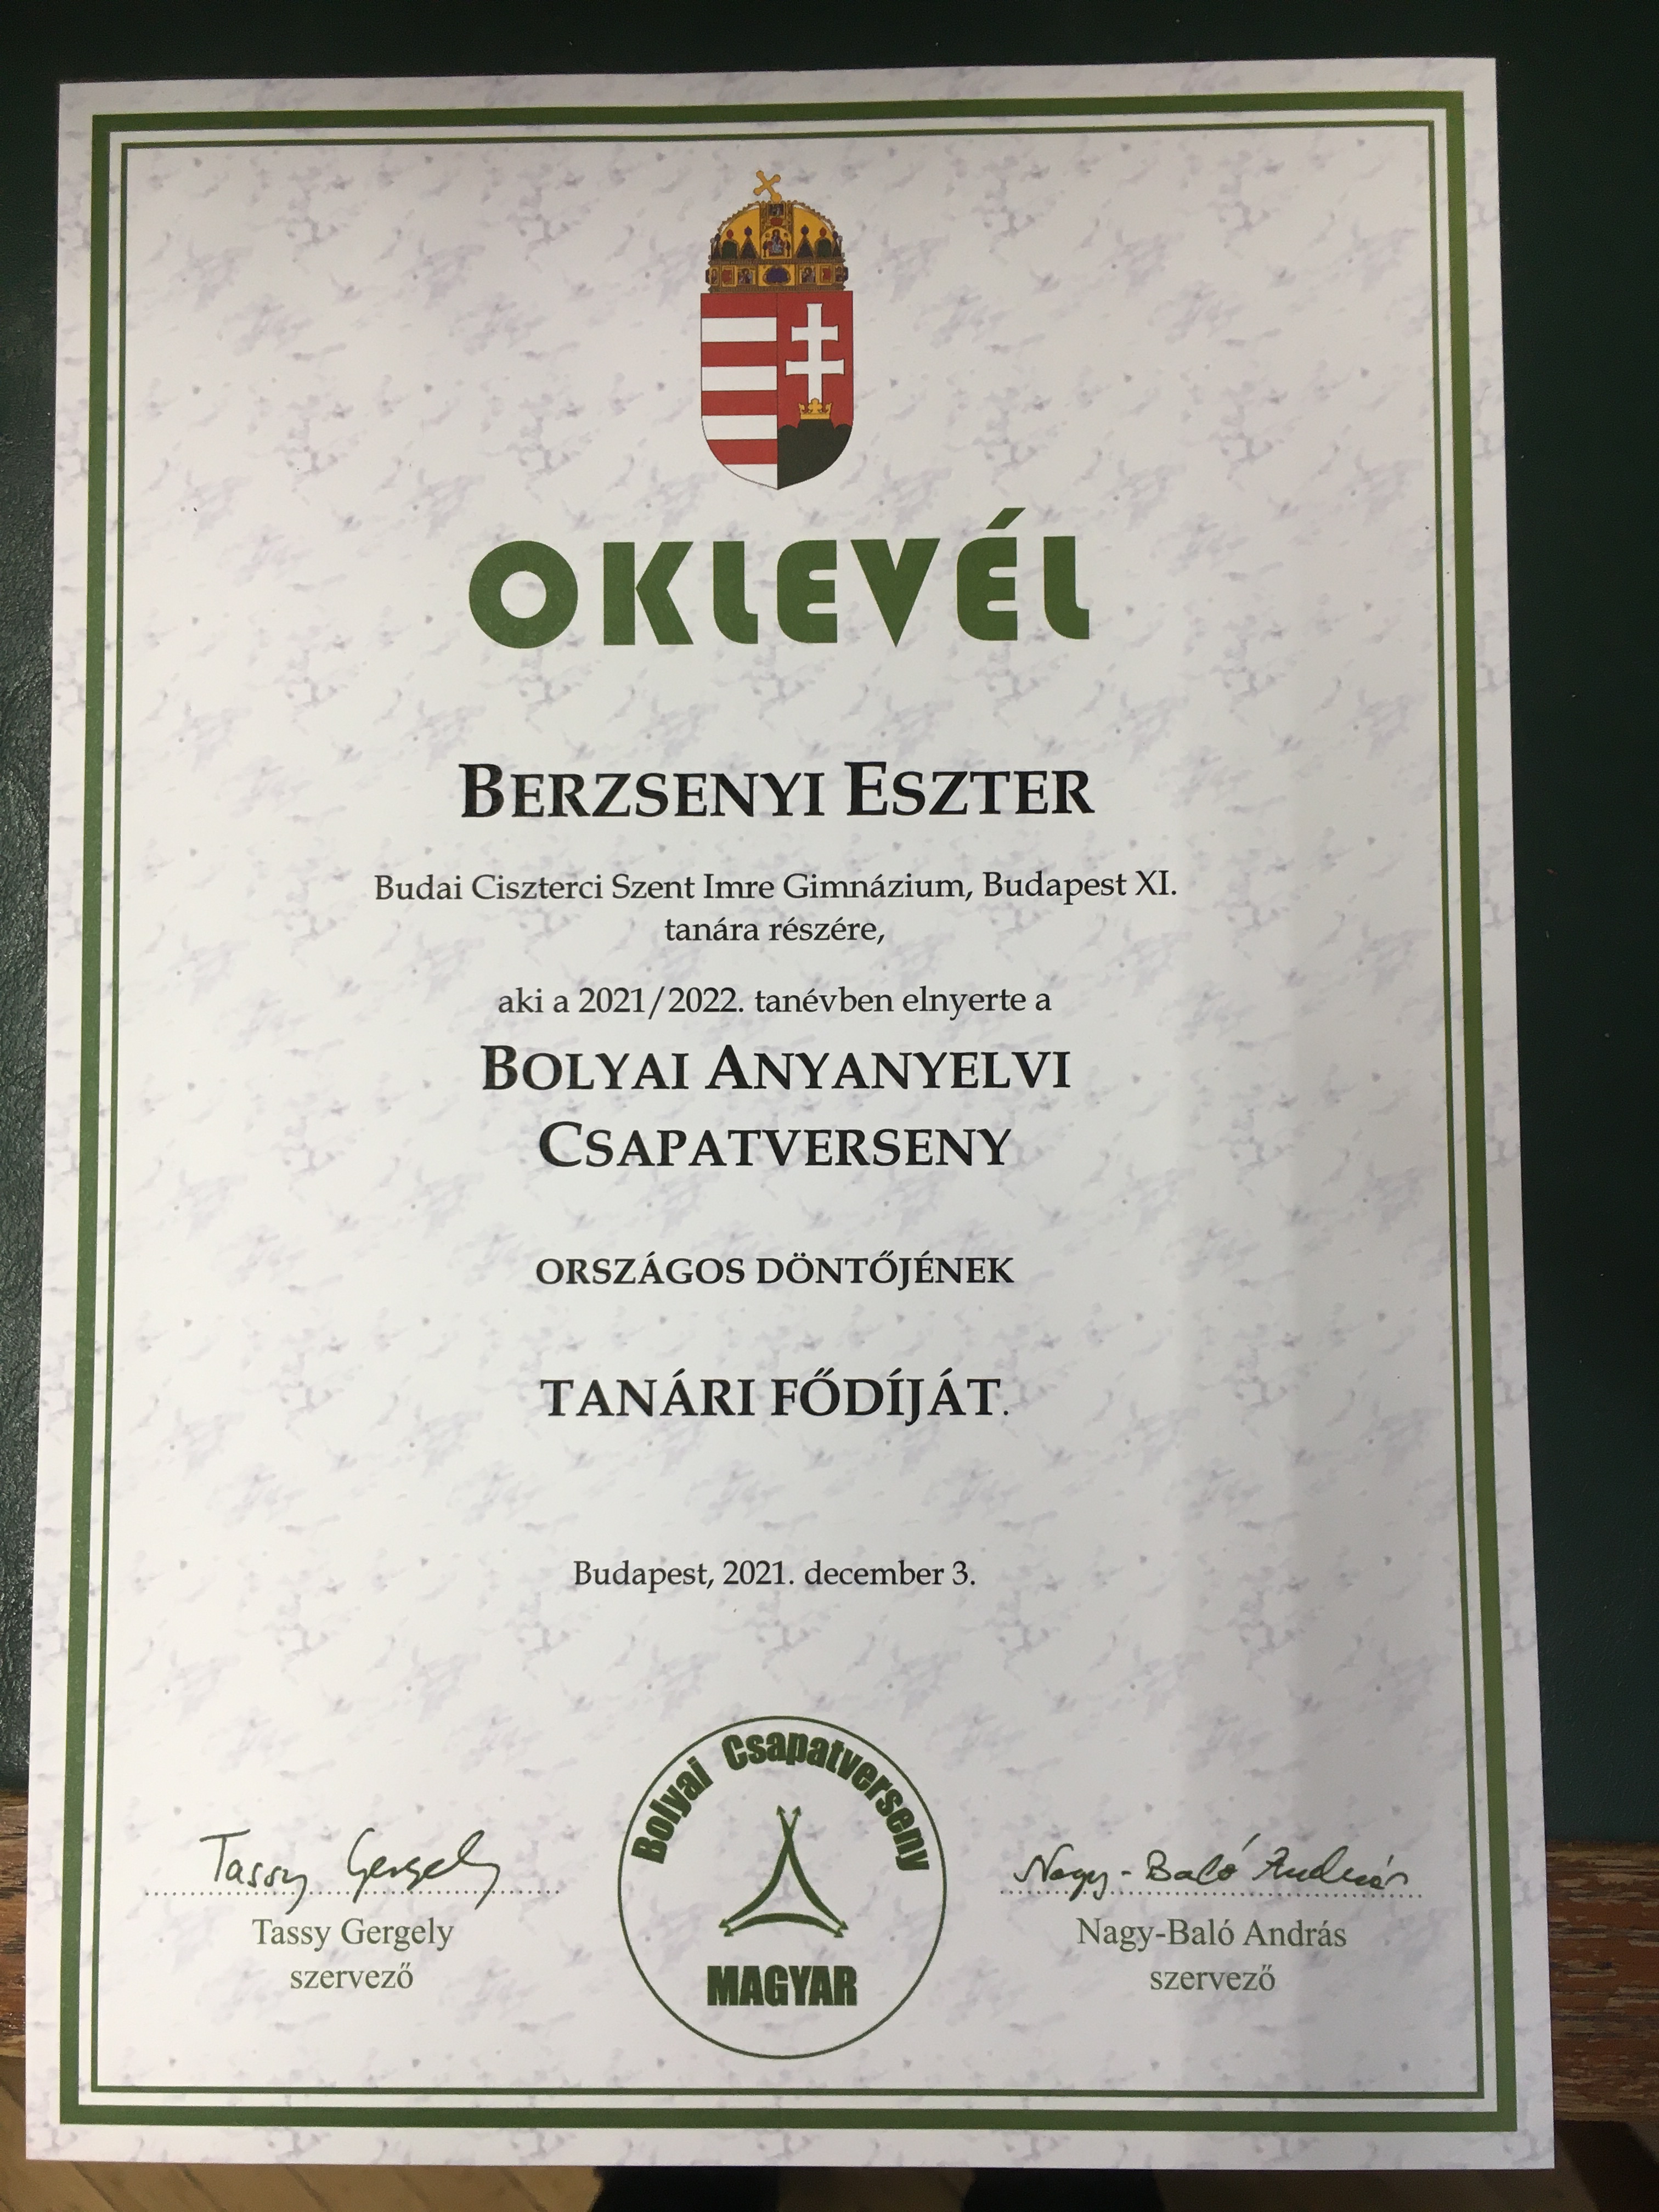 OKLEVÉL
BERZSENYI ESZTER
Budai Ciszterci Szent Imre Gimnázium, Budapest XI.
tanára részére,
aki a 2021/2022. tanévben elnyerte a
BOLYAI ANYANYELVI
CSAPATVERSENY
ORSZÁGOS DÖNTŐJÉNEK
TANÁRI FŐDÍJÁT.
Budapest, 2021. december 3.
Tassy Gergely
Tassy Gergely
szervező
Bolyai Csapatverseny
MAGYAR
Nagy-Baló András
Nagy-Baló András
szervező